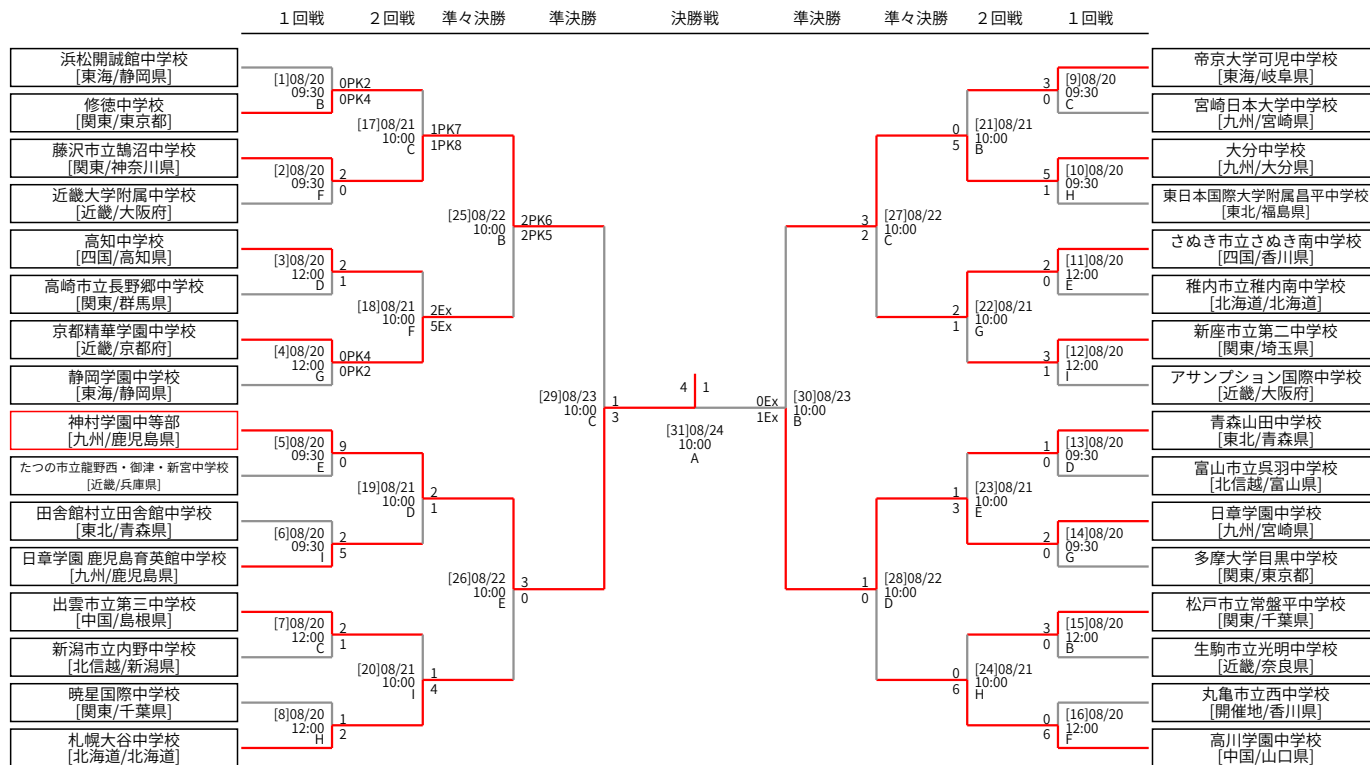 １回戦
２回戦
準々決勝
準決勝
決勝戦
準決勝
準々決勝
２回戦
１回戦
浜松開誠館中学校
[東海/静岡県]
修徳中学校
[関東/東京都]
藤沢市立鵠沼中学校
[関東/神奈川県]
近畿大学附属中学校
[近畿/大阪府]
高知中学校
[四国/高知県]
高崎市立長野郷中学校
[関東/群馬県]
京都精華学園中学校
[近畿/京都府]
静岡学園中学校
[東海/静岡県]
神村学園中等部
[九州/鹿児島県]
たつの市立龍野西・御津・新宮中学校
[近畿/兵庫県]
田舎館村立田舎館中学校
[東北/青森県]
日章学園 鹿児島育英館中学校
[九州/鹿児島県]
出雲市立第三中学校
[中国/島根県]
新潟市立内野中学校
[北信越/新潟県]
暁星国際中学校
[関東/千葉県]
札幌大谷中学校
[北海道/北海道]
[1]08/20
09:30
B
0PK2
0PK4
[2]08/20
09:30
F
2
0
[3]08/20
12:00
D
2
1
[4]08/20
12:00
G
0PK4
0PK2
[5]08/20
09:30
E
9
0
[6]08/20
09:30
I
2
5
[7]08/20
12:00
C
2
1
[8]08/20
12:00
H
1
2
[17]08/21
10:00
C
1PK7
1PK8
[18]08/21
10:00
F
2Ex
5Ex
[19]08/21
10:00
D
2
1
[20]08/21
10:00
I
1
4
[25]08/22
10:00
B
2PK6
2PK5
[26]08/22
10:00
E
3
0
[29]08/23
10:00
C
1
3
4
1
[31]08/24
10:00
A
0Ex
1Ex
[30]08/23
10:00
B
3
2
[27]08/22
10:00
C
1
0
[28]08/22
10:00
D
0
5
[21]08/21
10:00
B
2
1
[22]08/21
10:00
G
1
3
[23]08/21
10:00
E
0
6
[24]08/21
10:00
H
3
0
[9]08/20
09:30
C
5
1
[10]08/20
09:30
H
2
0
[11]08/20
12:00
E
3
1
[12]08/20
12:00
I
1
0
[13]08/20
09:30
D
2
0
[14]08/20
09:30
G
3
0
[15]08/20
12:00
B
0
6
[16]08/20
12:00
F
帝京大学可児中学校
[東海/岐阜県]
宮崎日本大学中学校
[九州/宮崎県]
大分中学校
[九州/大分県]
東日本国際大学附属昌平中学校
[東北/福島県]
さぬき市立さぬき南中学校
[四国/香川県]
稚内市立稚内南中学校
[北海道/北海道]
新座市立第二中学校
[関東/埼玉県]
アサンプション国際中学校
[近畿/大阪府]
青森山田中学校
[東北/青森県]
富山市立呉羽中学校
[北信越/富山県]
日章学園中学校
[九州/宮崎県]
多摩大学目黒中学校
[関東/東京都]
松戸市立常盤平中学校
[関東/千葉県]
生駒市立光明中学校
[近畿/奈良県]
丸亀市立西中学校
[開催地/香川県]
高川学園中学校
[中国/山口県]